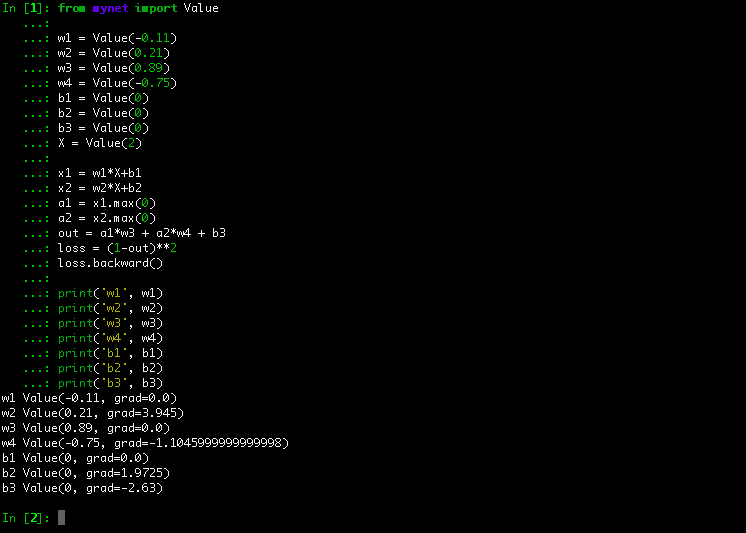 In [1]: from mynet import Value
...:
...: w1 = Value(-0.11)
...: w2 = Value(0.21)
...: w3 = Value(0.89)
...: w4 = Value(-0.75)
...: b1 = Value(0)
...: b2 = Value(0)
...: b3 = Value(0)
...: X = Value(2)
...:
...: x1 = w1*X+b1
...: x2 = w2*X+b2
...: a1 = x1.max(0)
...: a2 = x2.max(0)
...: out = a1*w3 + a2*w4 + b3
...: loss = (1-out)**2
...: loss.backward()
...:
...: print('w1', w1)
...: print('w2', w2)
...: print('w3', w3)
...: print('w4', w4)
...: print('b1', b1)
...: print('b2', b2)
...: print('b3', b3)
w1 Value(-0.11, grad=0.0)
w2 Value(0.21, grad=3.945)
w3 Value(0.89, grad=0.0)
w4 Value(-0.75, grad=-1.1045999999999998)
b1 Value(0, grad=0.0)
b2 Value(0, grad=1.9725)
b3 Value(0, grad=-2.63)
In [2]: